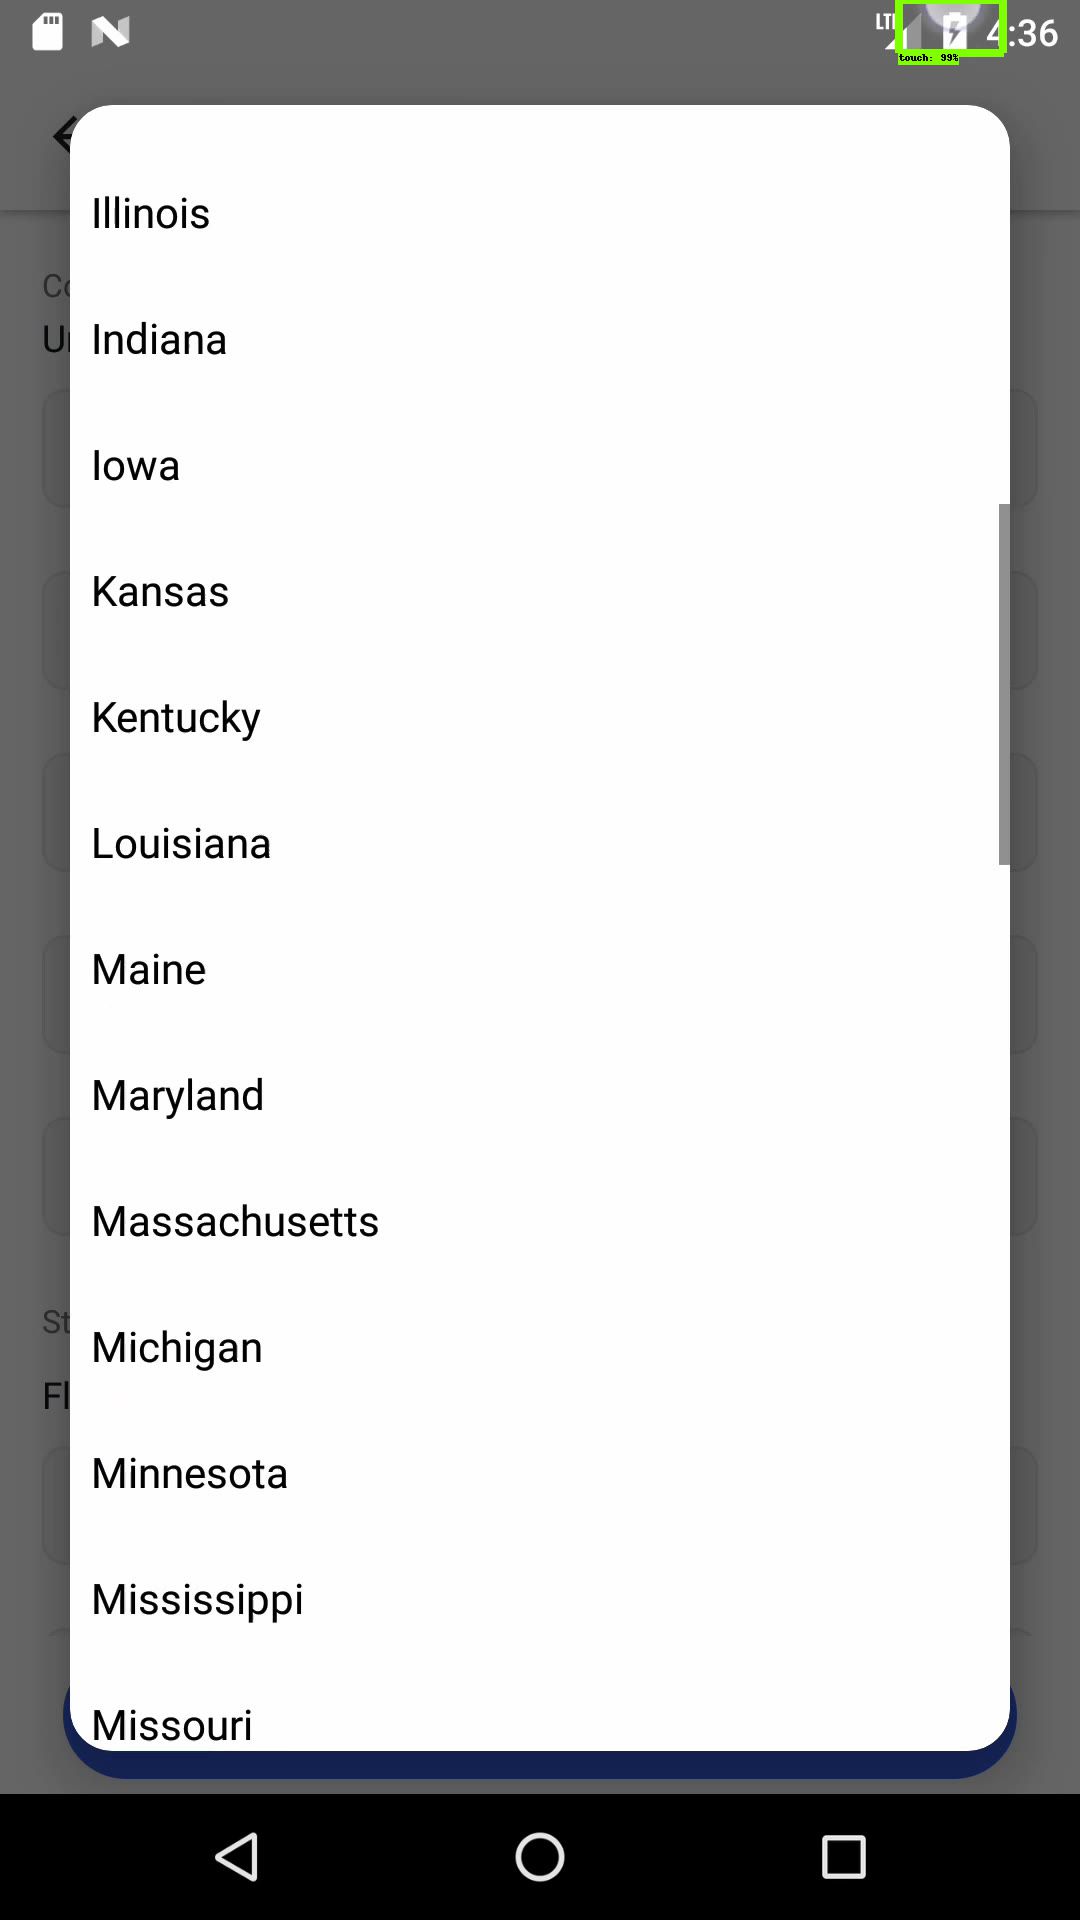 LTE 4:36
touch: 99%
Illinois
Co
Indiana
Un
Iowa
Kansas
Kentucky
Louisiana
Maine
Maryland
Massachusetts
St
Michigan
Fl
Minnesota
Mississippi
Missouri